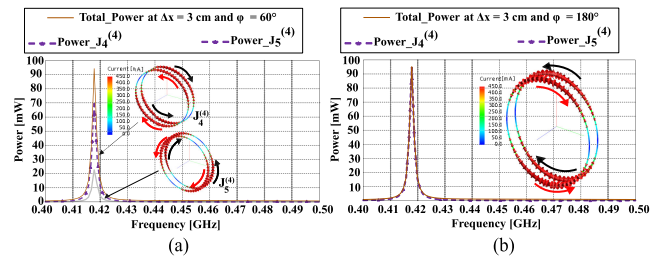 Total_Power at Δx = 3 cm and φ = 60°
Power_J4(4) Power_J5(4)
Power [mW]
100
90
80
70
60
50
40
30
20
10
0
Current[mA]
450.0
400.0
350.0
300.0
250.0
200.0
150.0
100.0
50.0
0.0
J4(4)
J5(4)
0.40 0.41 0.42 0.43 0.44 0.45 0.46 0.47 0.48 0.49 0.50
Frequency [GHz]
(a)
Total_Power at Δx = 3 cm and φ = 180°
Power_J4(4) Power_J5(4)
Power [mW]
100
90
80
70
60
50
40
30
20
10
0
Current[mA]
450.0
400.0
350.0
300.0
250.0
200.0
150.0
100.0
50.0
0.0
0.40 0.41 0.42 0.43 0.44 0.45 0.46 0.47 0.48 0.49 0.50
Frequency [GHz]
(b)